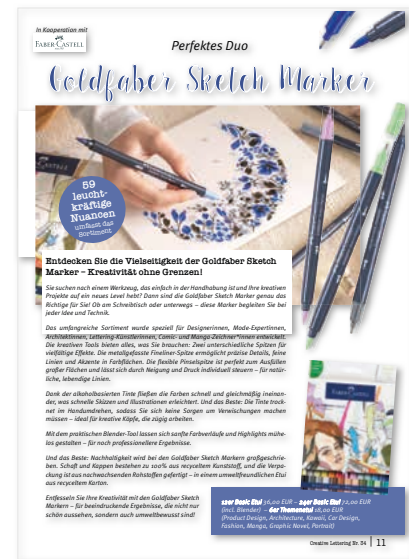 In Kooperation mit
FABER-CASTELL
Perfektes Duo
Goldfaber Sketch Marker
59
leucht-
kräftige
Nuancen
umfasst das
Sortiment
Entdecken Sie die Vielseitigkeit der Goldfaber Sketch
Marker – Kreativität ohne Grenzen!
Sie suchen nach einem Werkzeug, das einfach in der Handhabung ist und Ihre kreativen
Projekte auf ein neues Level hebt? Dann sind die Goldfaber Sketch Marker genau das
Richtige für Sie! Ob am Schreibtisch oder unterwegs – diese Marker begleiten Sie bei
jeder Idee und Technik.
Das umfangreiche Sortiment wurde speziell für Designerinnen, Mode-Expertinnen,
Architektinnen, Lettering-Künstlerinnen, Comic- und Manga-Zeichner*innen entwickelt.
Die kreativen Tools bieten alles, was Sie brauchen: Zwei unterschiedliche Spitzen für
vielfältige Effekte. Die metallgefasste Fineliner-Spitze ermöglicht präzise Details, feine
Linien und Akzente in Farbflächen. Die flexible Pinselspitze ist perfekt zum Ausfüllen
großer Flächen und lässt sich durch Neigung und Druck individuell steuern – für natür-
liche, lebendige Linien.
Dank der alkoholbasierten Tinte fließen die Farben schnell und gleichmäßig ineinan-
der, was schnelle Skizzen und Illustrationen erleichtert. Und das Beste: Die Tinte trock-
net im Handumdrehen, sodass Sie sich keine Sorgen um Verwischungen machen
müssen – ideal für kreative Köpfe, die zügig arbeiten.
Mit dem praktischen Blender-Tool lassen sich sanfte Farbverläufe und Highlights mühe-
los gestalten – für noch professionellere Ergebnisse.
Und das Beste: Nachhaltigkeit wird bei den Goldfaber Sketch Markern großgeschrie-
ben. Schaft und Kappen bestehen zu 100% aus recyceltem Kunststoff, und die Verpa-
ckung ist aus nachwachsenden Rohstoffen gefertigt – in einem umweltfreundlichen Etui
aus recyceltem Karton.
Entfesseln Sie Ihre Kreativität mit den Goldfaber Sketch
Markern – für beeindruckende Ergebnisse, die nicht nur
schön aussehen, sondern auch umweltbewusst sind!
12er Basic Etui 36,00 EUR – 24er Basic Etui 72,00 EUR
(incl. Blender) – 6er Themenetui 18,00 EUR
(Product Design, Architecture, Kawaii, Car Design,
Fashion, Manga, Graphic Novel, Portrait)
Creative Lettering Nr. 34 | 11